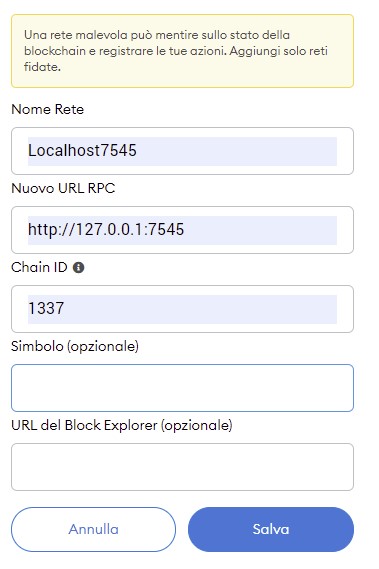 Una rete malevola può mentire sullo stato della
blockchain e registrare le tue azioni. Aggiungi solo reti
fidate.
Nome Rete
Localhost7545
Nuovo URL RPC
http://127.0.0.1:7545
Chain ID
1337
Simbolo (opzionale)
URL del Block Explorer (opzionale)
Annulla
Salva